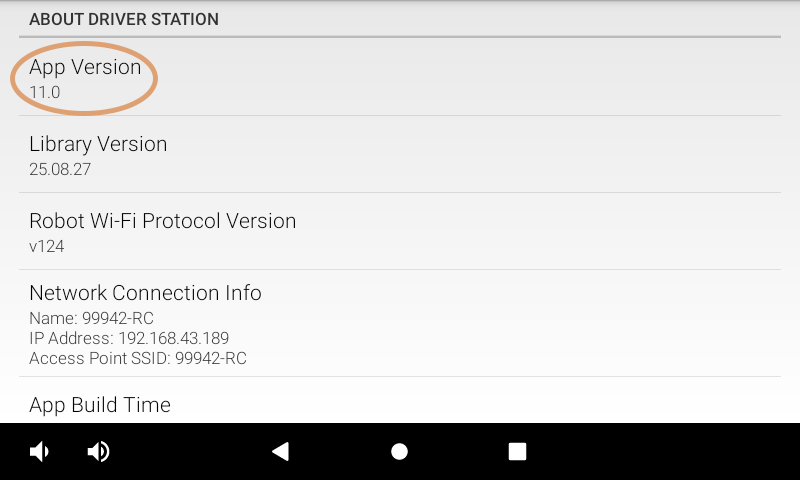 ABOUT DRIVER STATION
App Version
11.0
Library Version
25.08.27
Robot Wi-Fi Protocol Version
v124
Network Connection Info
Name: 99942-RC
IP Address: 192.168.43.189
Access Point SSID: 99942-RC
App Build Time